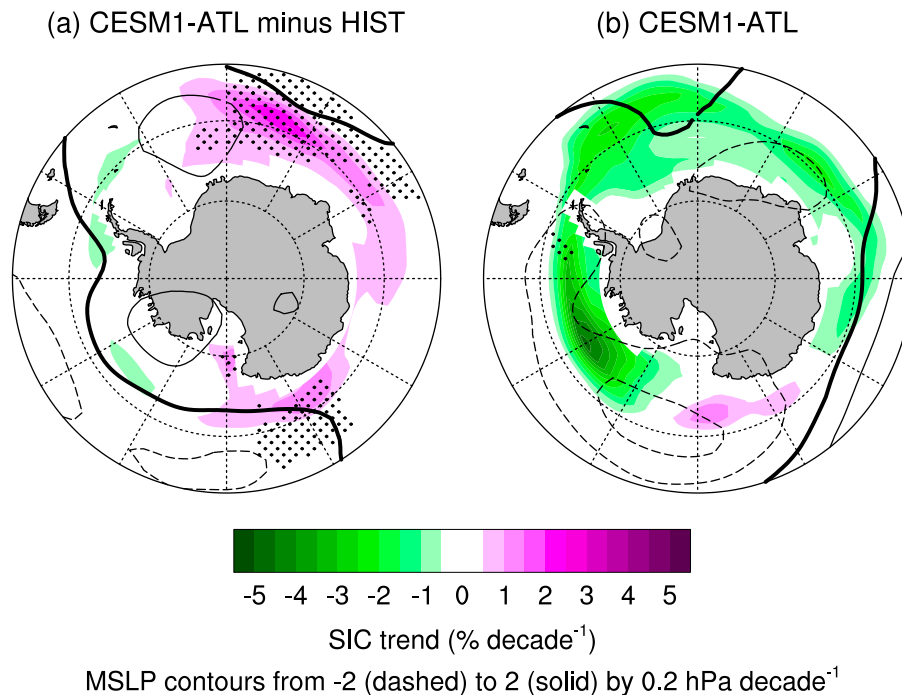 (a) CESM1-ATL minus HIST
(b) CESM1-ATL
-5 -4 -3 -2 -1 0 1 2 3 4 5
SIC trend (% decade⁻¹)
MSLP contours from -2 (dashed) to 2 (solid) by 0.2 hPa decade⁻¹